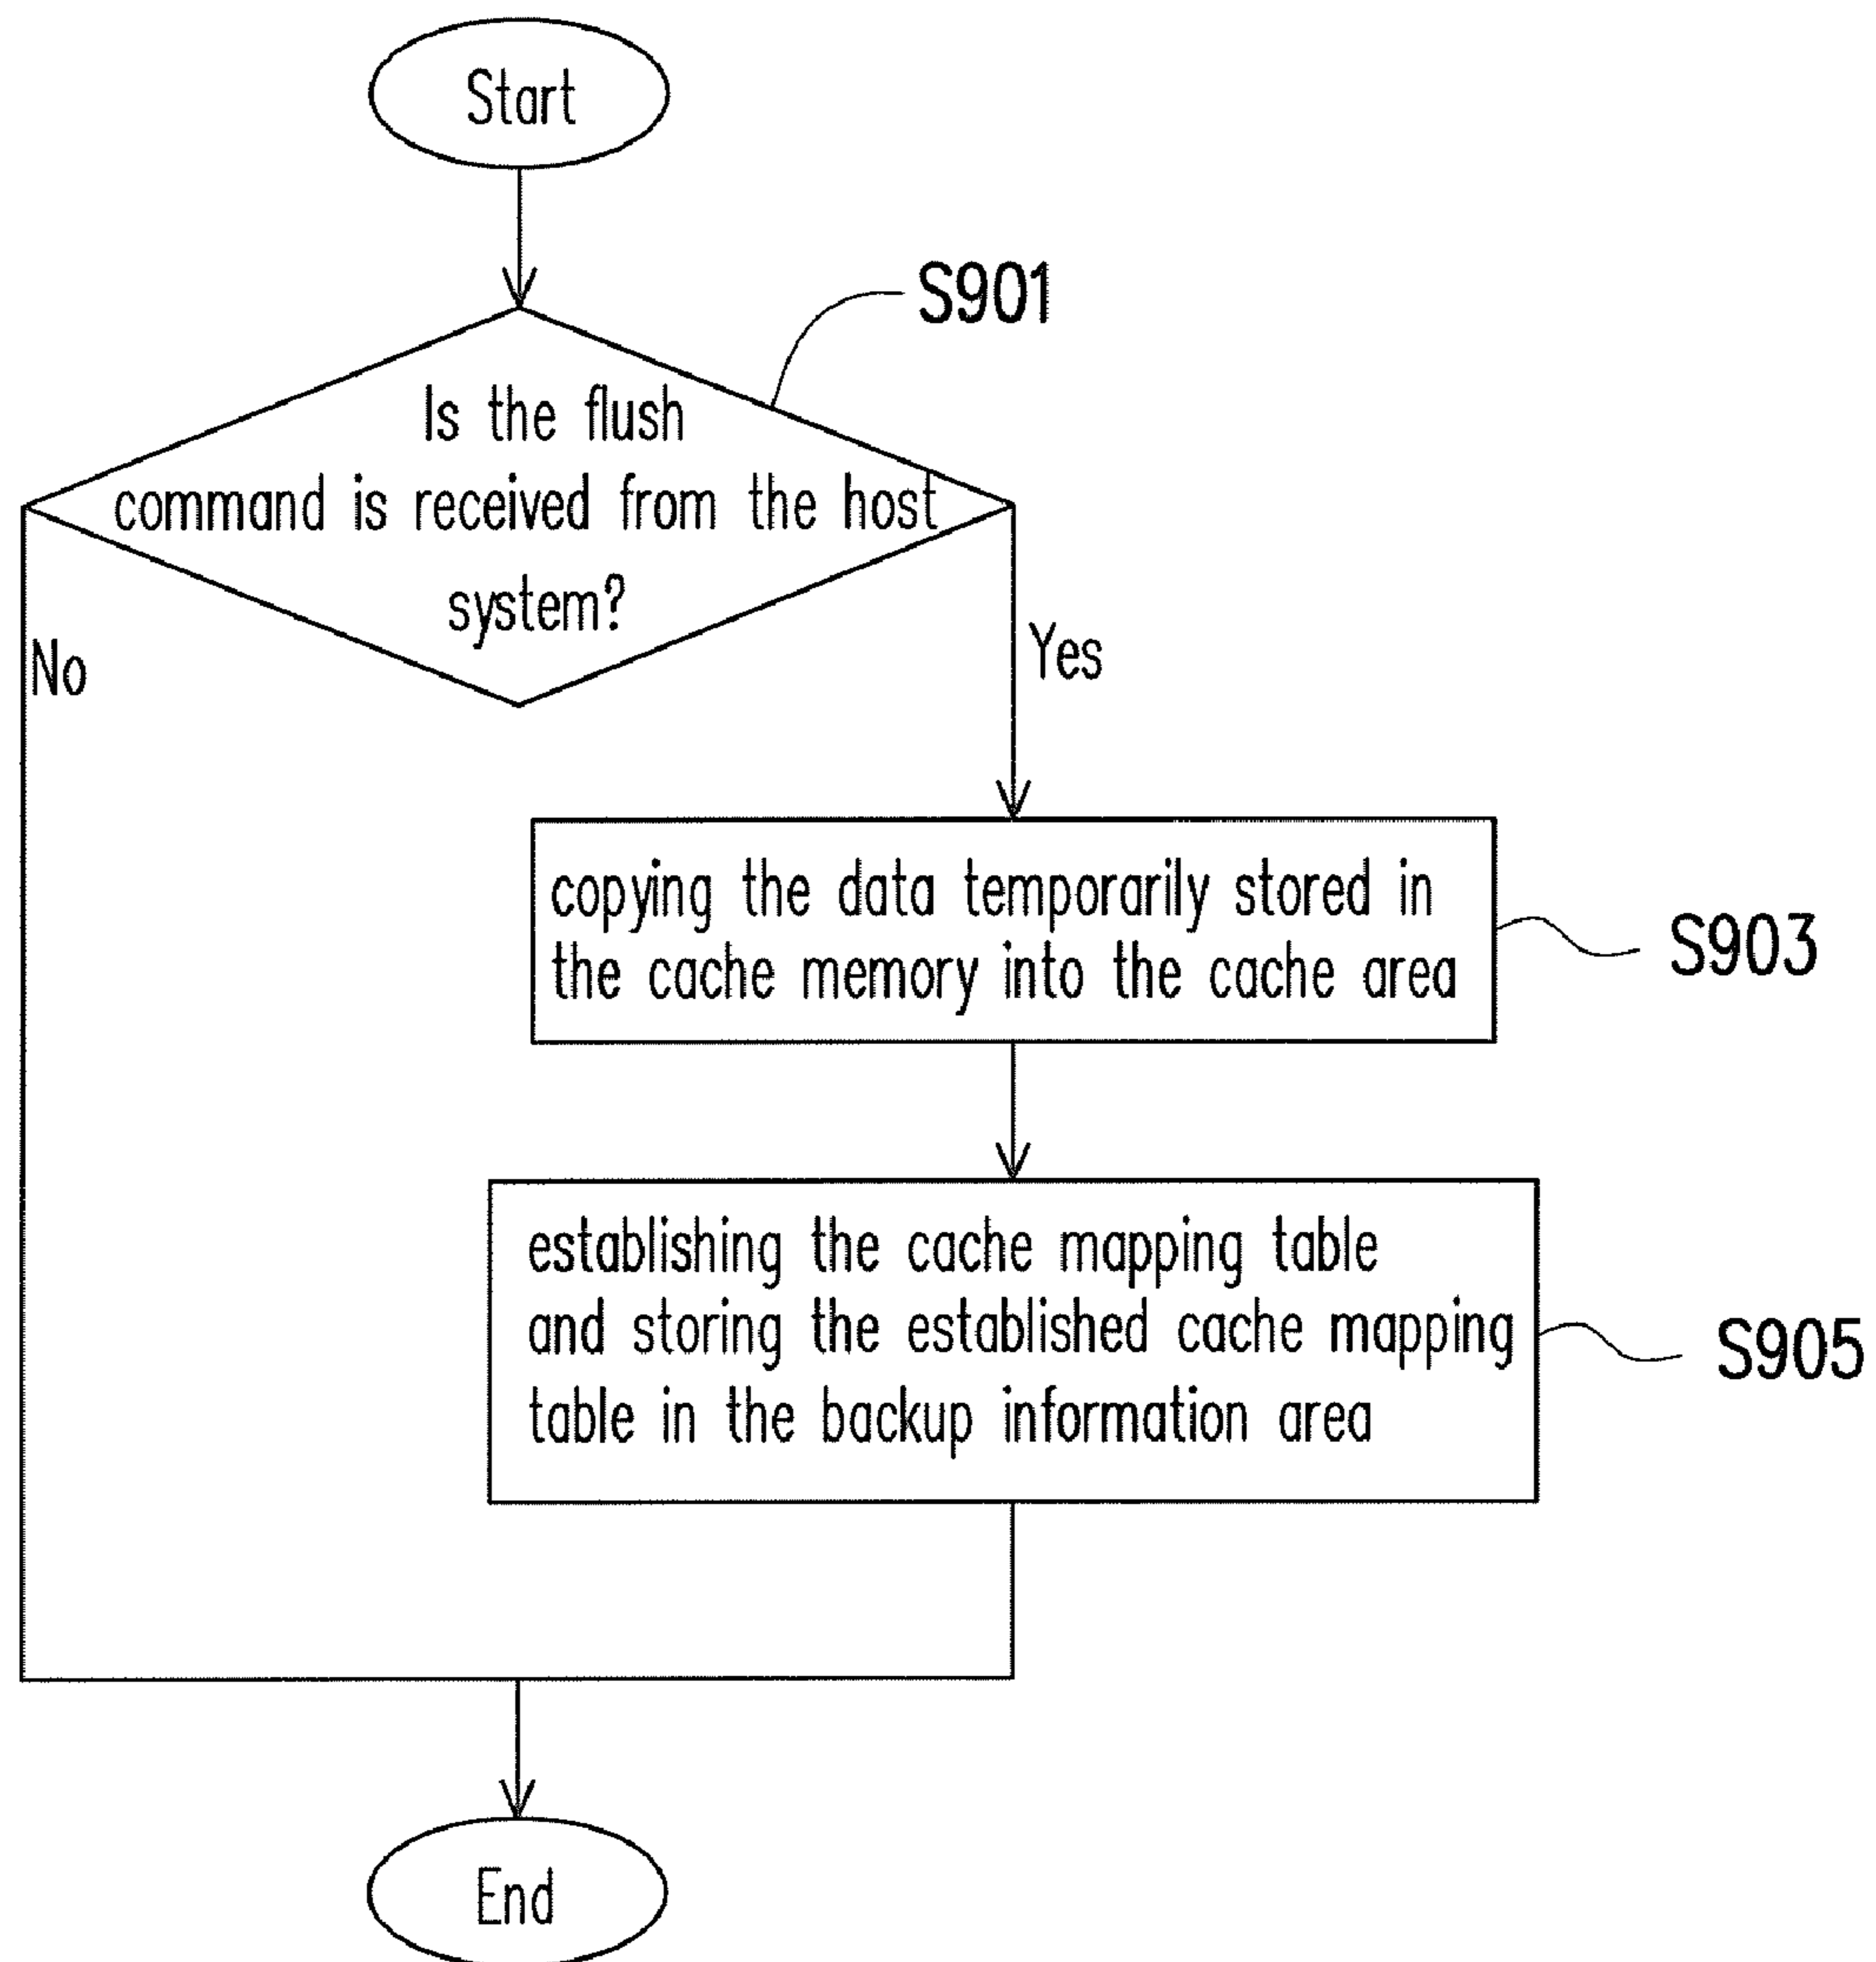 Start
S901
Is the flush
command is received from the host
system?
No
Yes
copying the data temporarily stored in
the cache memory into the cache area
S903
establishing the cache mapping table
and storing the established cache mapping
table in the backup information area
S905
End